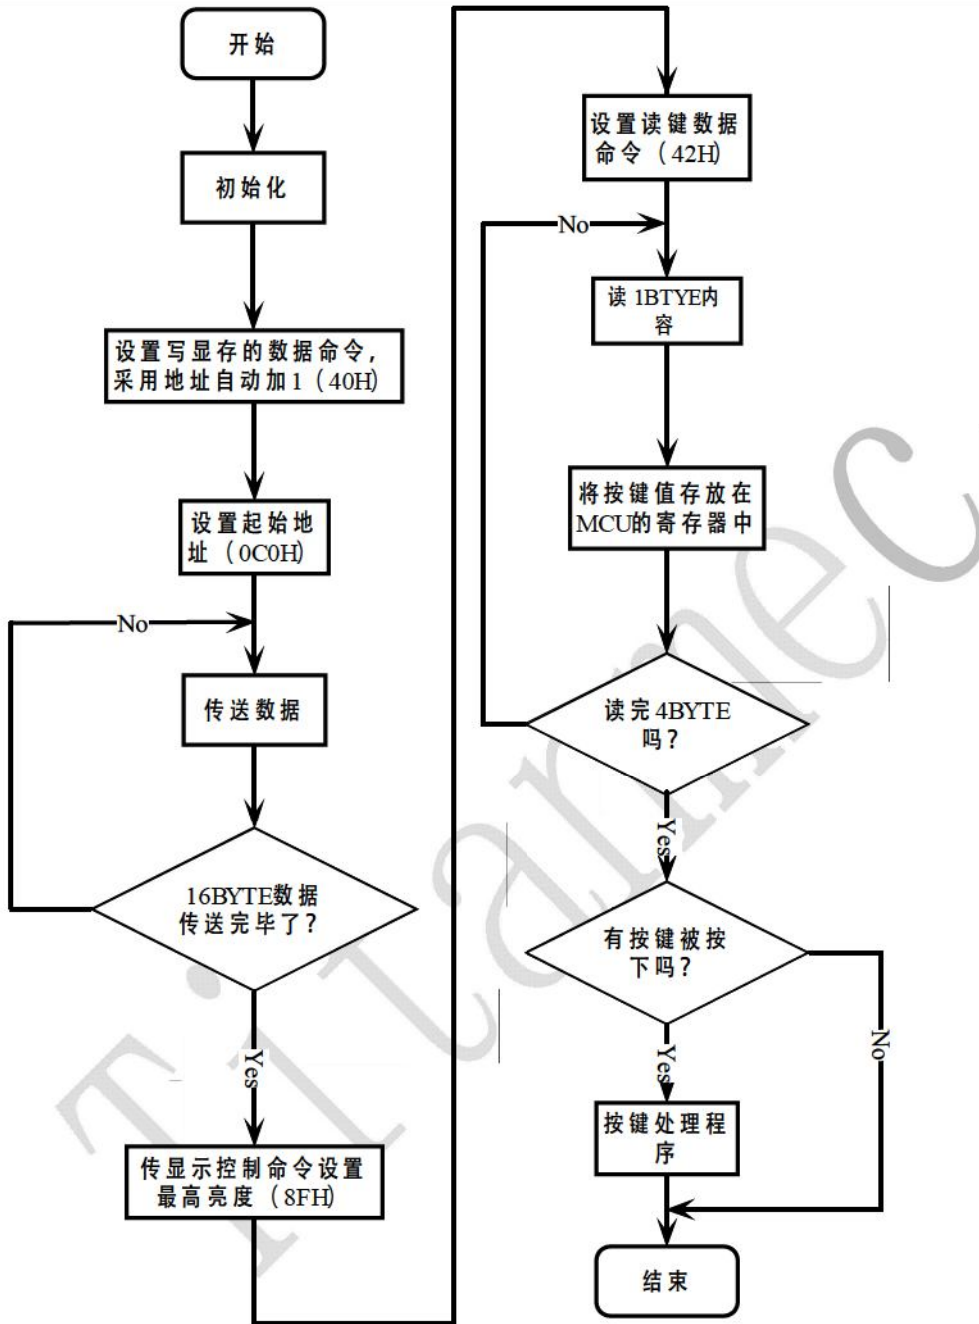 开始
初始化
设置写显存的数据命令，
采用地址自动加1（40H）
设置起始地
址（0C0H）
No
传送数据
16BYTE数据
传送完毕了？
Yes
传显示控制命令设置
最高亮度（8FH）
设置读键数据
命令（42H）
No
读1BTYE内
容
将按键值存放在
MCU的寄存器中
读完4BYTE
吗？
Yes
有按键被按
下吗？
No
Yes
按键处理程
序
结束
Titanmec